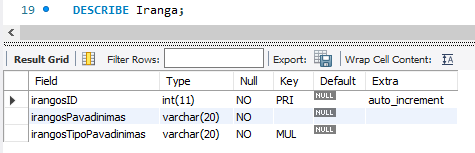 19 DESCRIBE Iranga;
Result Grid Filter Rows: Export: Wrap Cell Content: IA
Field Type Null Key Default Extra
irangosID int(11) NO PRI NULL auto_increment
irangosPavadinimas varchar(20) NO NULL
irangosTipoPavadinimas varchar(20) NO MUL NULL